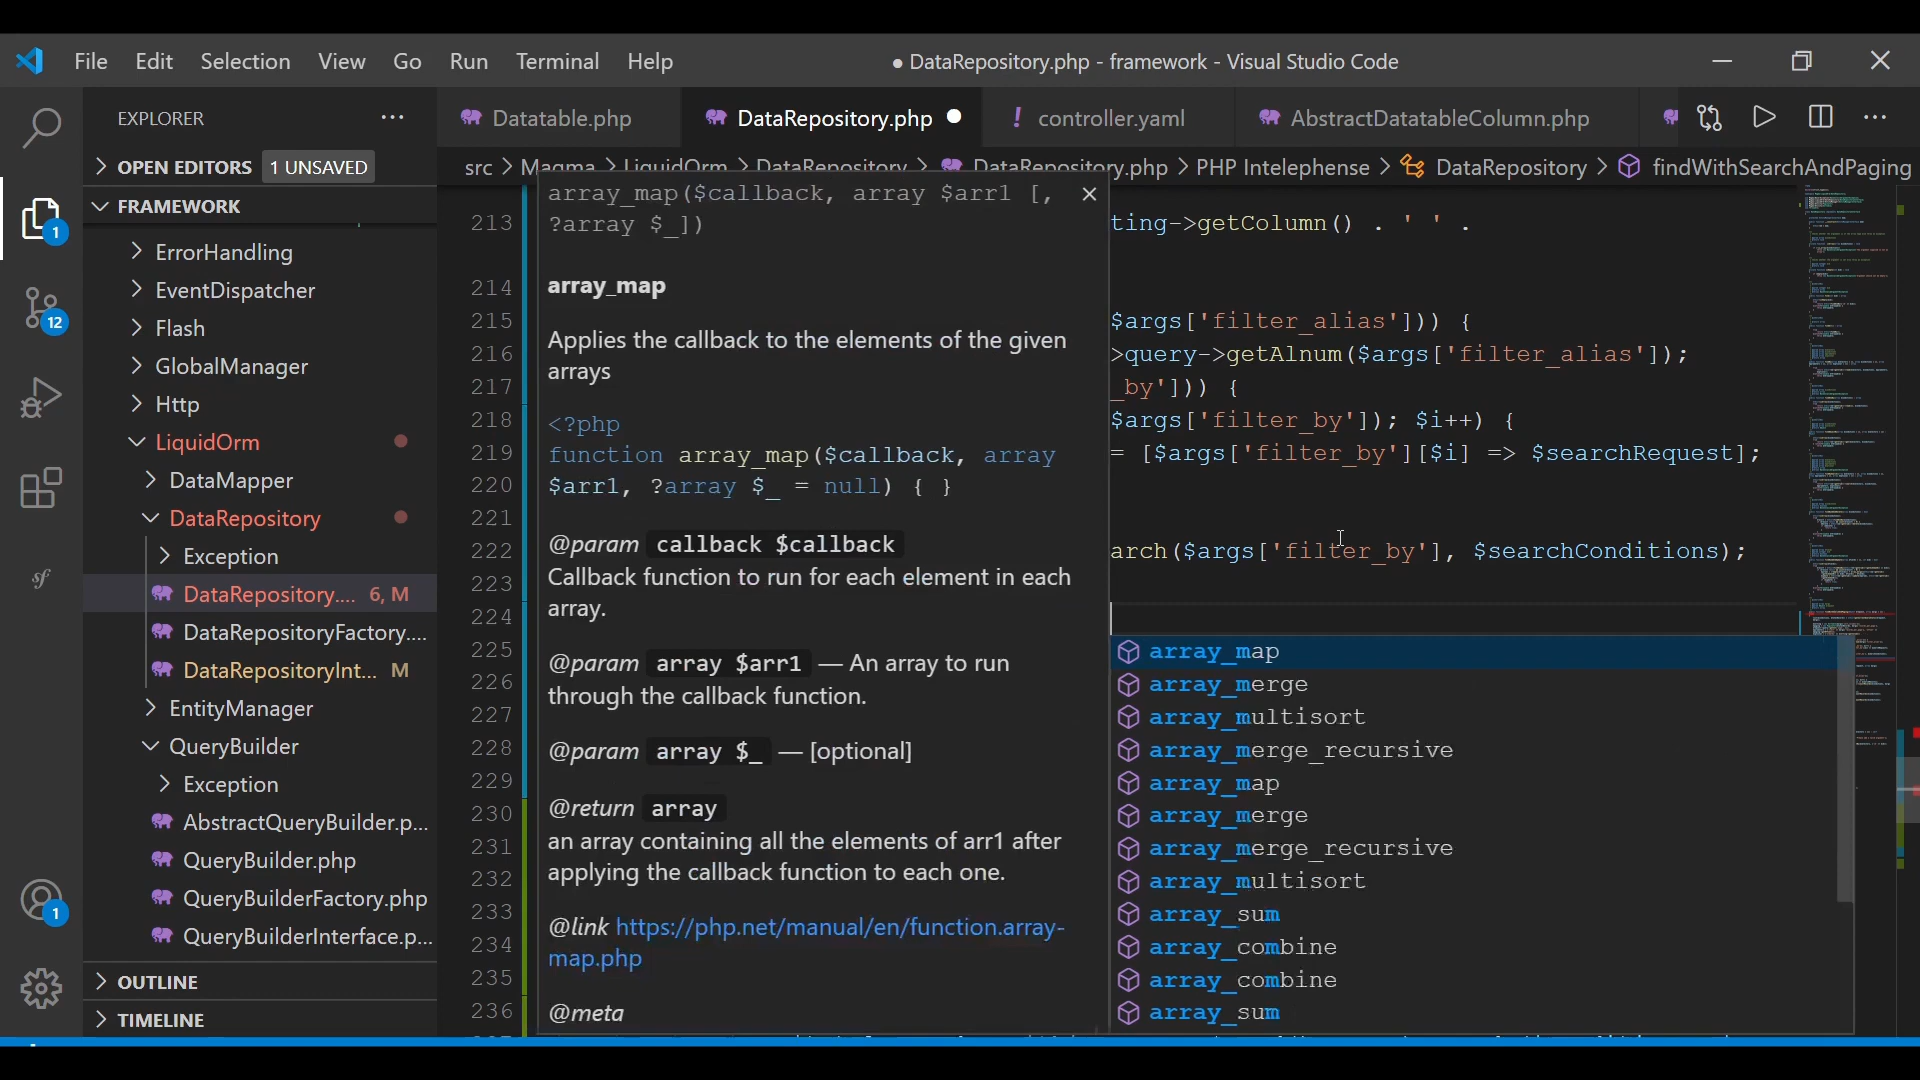 File Edit Selection View Go Run Terminal Help ● DataRepository.php - framework - Visual Studio Code
EXPLORER ···
Datatable.php DataRepository.php ● ! controller.yaml AbstractDatatableColumn.php
OPEN EDITORS 1 UNSAVED
src > Magma > LiquidOrm > DataRepository > DataRepository.php > PHP Intelephense > DataRepository > findWithSearchAndPaging
FRAMEWORK
ErrorHandling
EventDispatcher
Flash
GlobalManager
Http
LiquidOrm
DataMapper
DataRepository
Exception
DataRepository.... 6, M
DataRepositoryFactory....
DataRepositoryInt... M
EntityManager
QueryBuilder
Exception
AbstractQueryBuilder.p...
QueryBuilder.php
QueryBuilderFactory.php
QueryBuilderInterface.p...
OUTLINE
TIMELINE
1
12
1
213 ting->getColumn() . ' ' .
214
215 $args['filter_alias'])) {
216 >query->getAlnum($args['filter_alias']);
217 _by'])) {
218 $args['filter_by']); $i++) {
219 = [$args['filter_by'][$i] => $searchRequest];
220
221
222 arch($args['filter_by'], $searchConditions);
223
224
225
226
227
228
229
230
231
232
233
234
235
236
array_map($callback, array $arr1 [,
?array $_])
array_map
Applies the callback to the elements of the given
arrays
<?php
function array_map($callback, array
$arr1, ?array $_ = null) { }
@param callback $callback
Callback function to run for each element in each
array.
@param array $arr1 — An array to run
through the callback function.
@param array $_ — [optional]
@return array
an array containing all the elements of arr1 after
applying the callback function to each one.
@link https://php.net/manual/en/function.array-
map.php
@meta
array_map
array_merge
array_multisort
array_merge_recursive
array_map
array_merge
array_merge_recursive
array_multisort
array_sum
array_combine
array_combine
array_sum